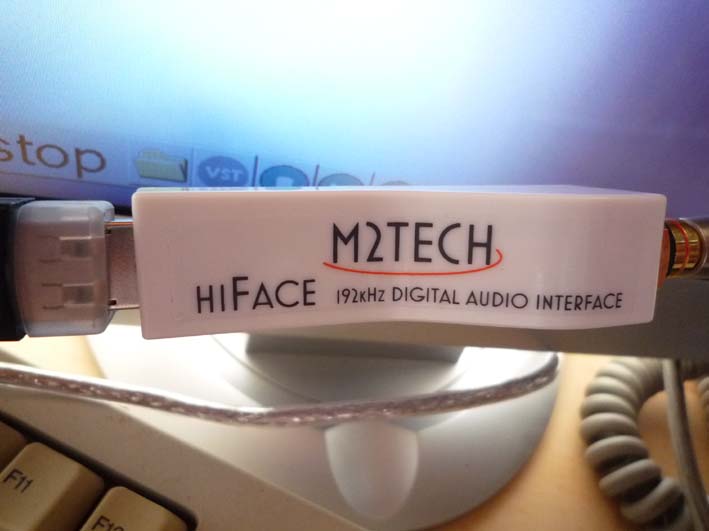 stop
VST
M2TECH
HIFACE 192KHZ DIGITAL AUDIO INTERFACE
F11